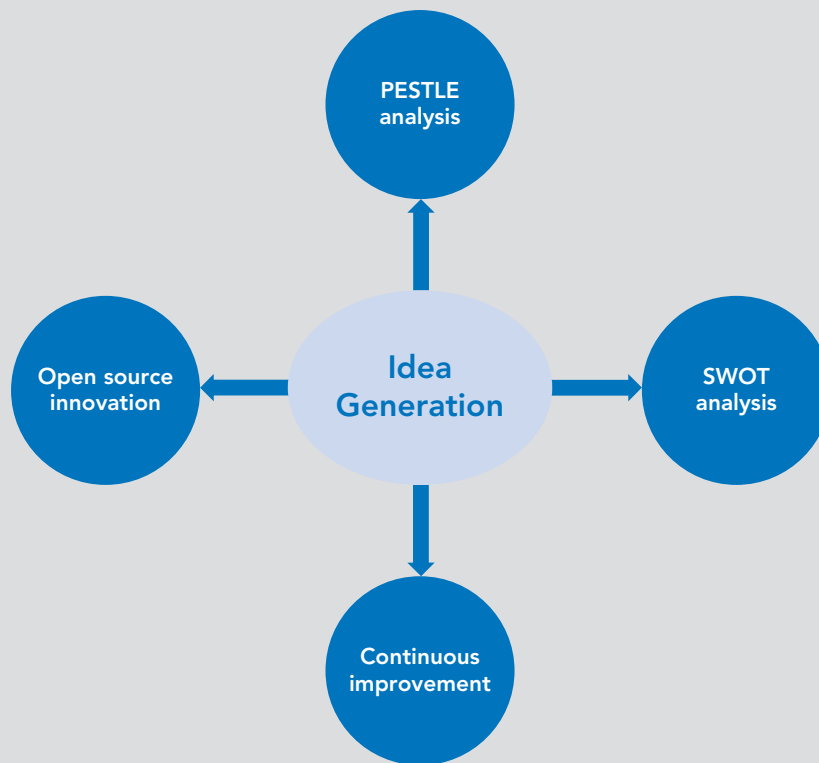 PESTLE
analysis
Open source
innovation
Idea
Generation
SWOT
analysis
Continuous
improvement